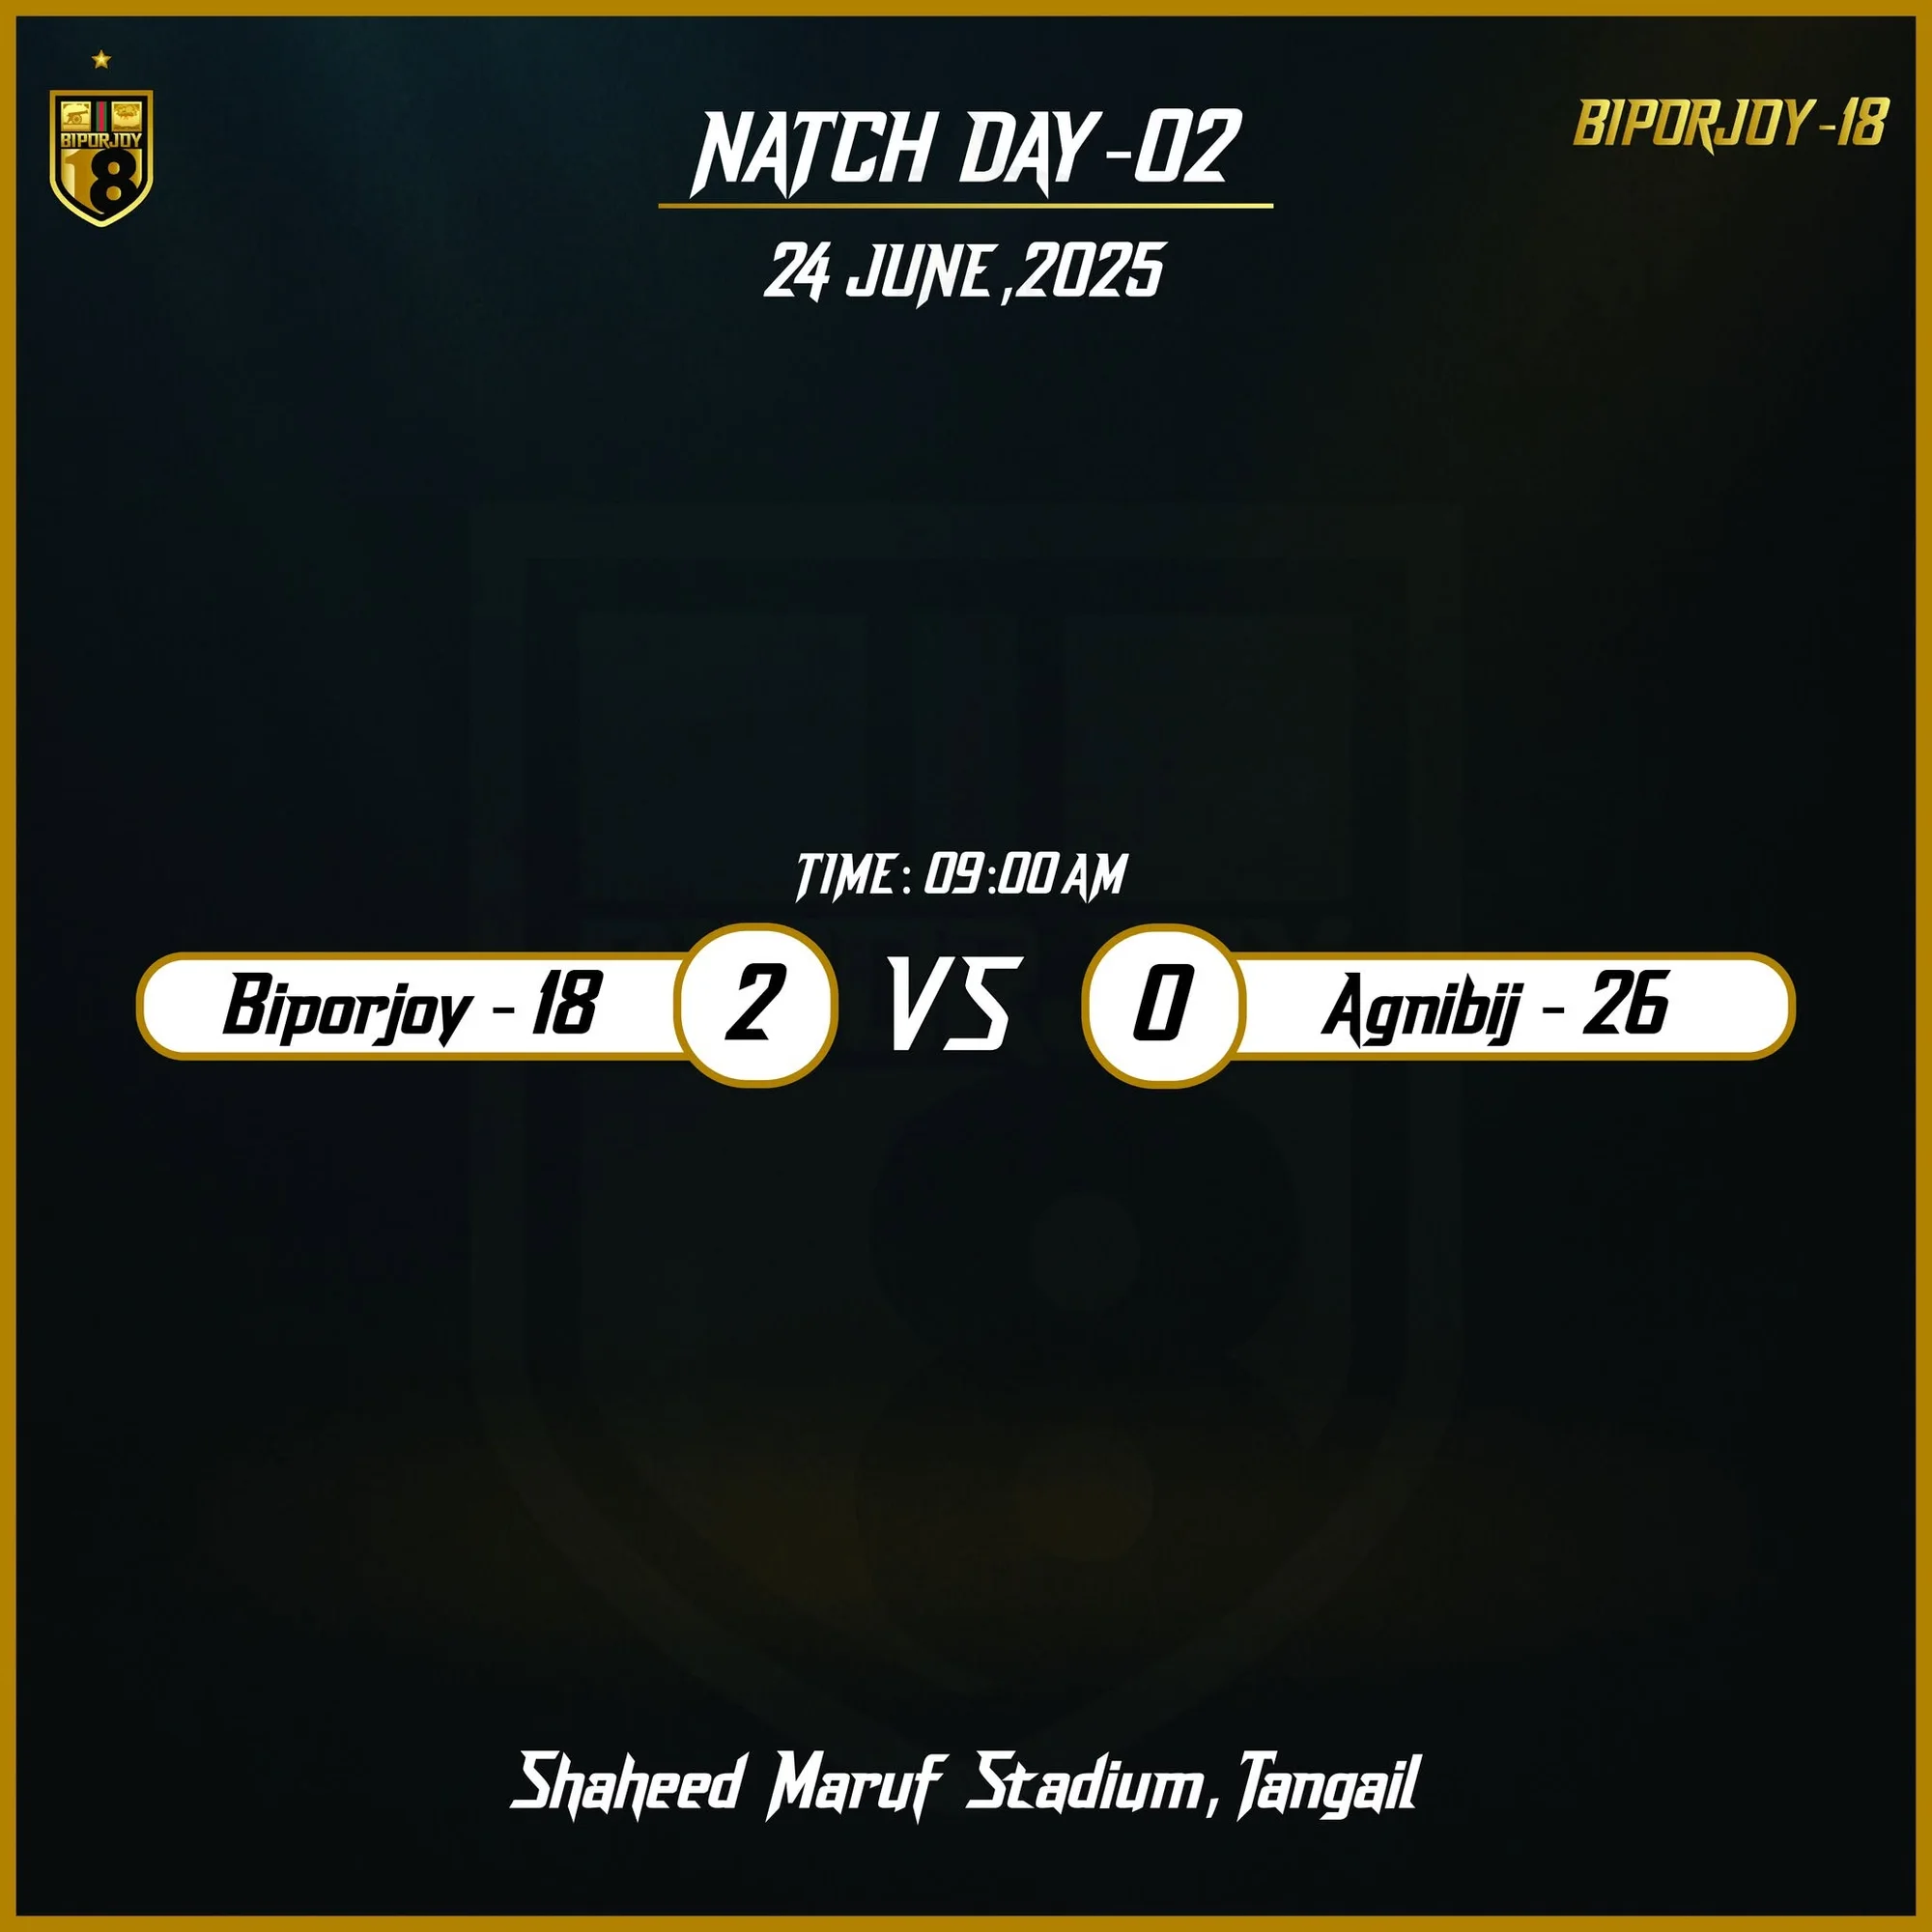 BIPORJOY
18
BIPORJOY -18
NATCH DAY -02
24 JUNE ,2025
TIME : 09:00 AM
Biporjoy - 18 2 VS 0 Agnibij - 26
Shaheed Maruf Stadium, Tangail